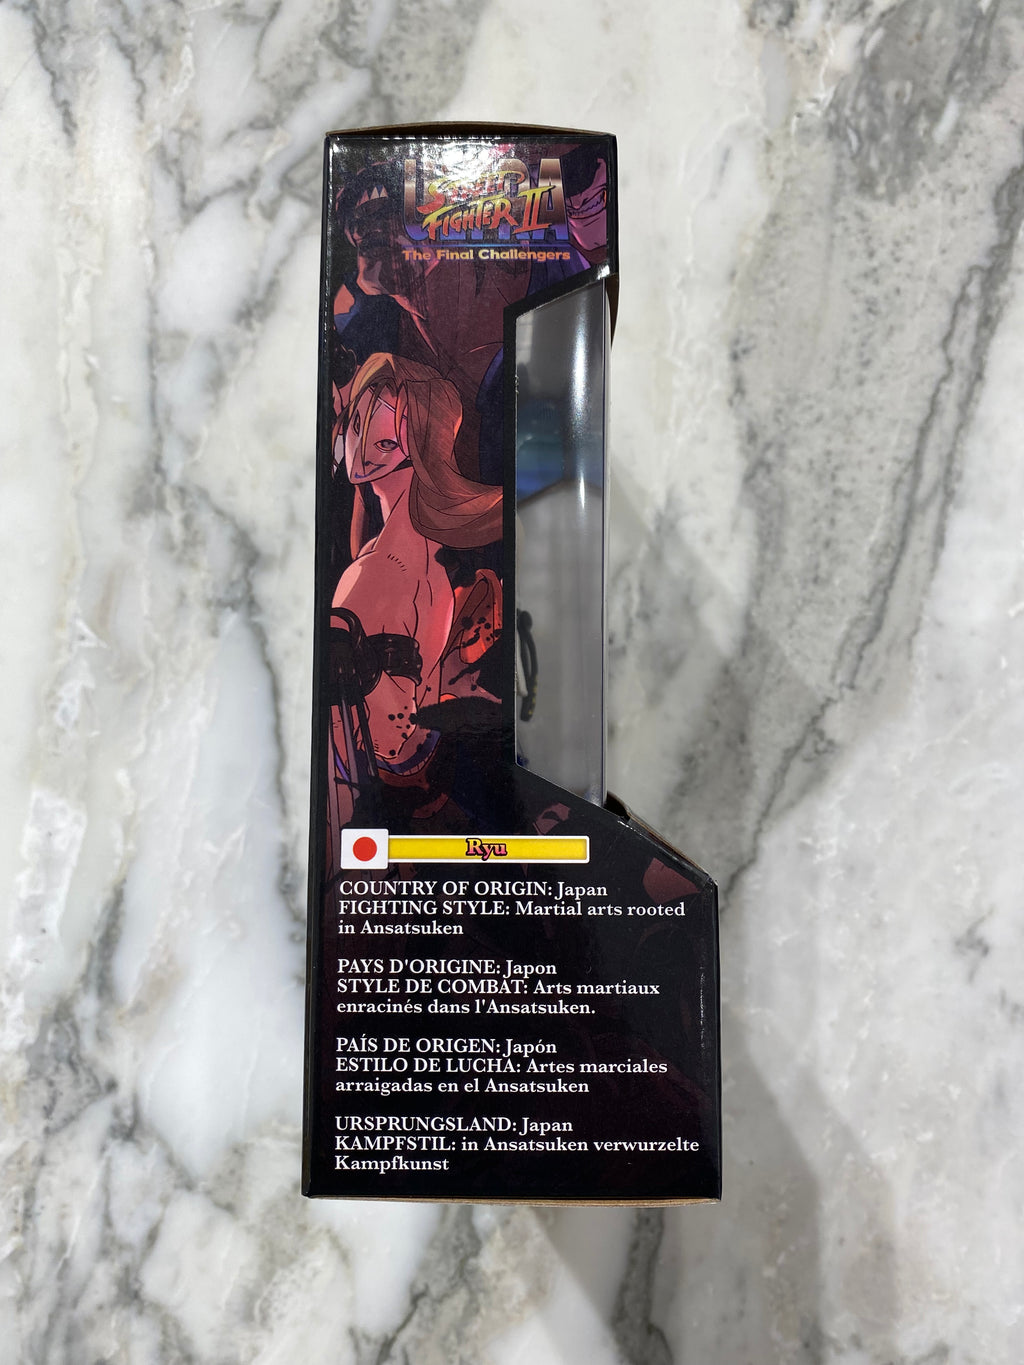 ULTRA
STREET
FIGHTER II
The Final Challengers
Ryu
COUNTRY OF ORIGIN: Japan
FIGHTING STYLE: Martial arts rooted
in Ansatsuken
PAYS D'ORIGINE: Japon
STYLE DE COMBAT: Arts martiaux
enracinés dans l'Ansatsuken.
PAÍS DE ORIGEN: Japón
ESTILO DE LUCHA: Artes marciales
arraigadas en el Ansatsuken
URSPRUNGSLAND: Japan
KAMPFSTIL: in Ansatsuken verwurzelte
Kampfkunst